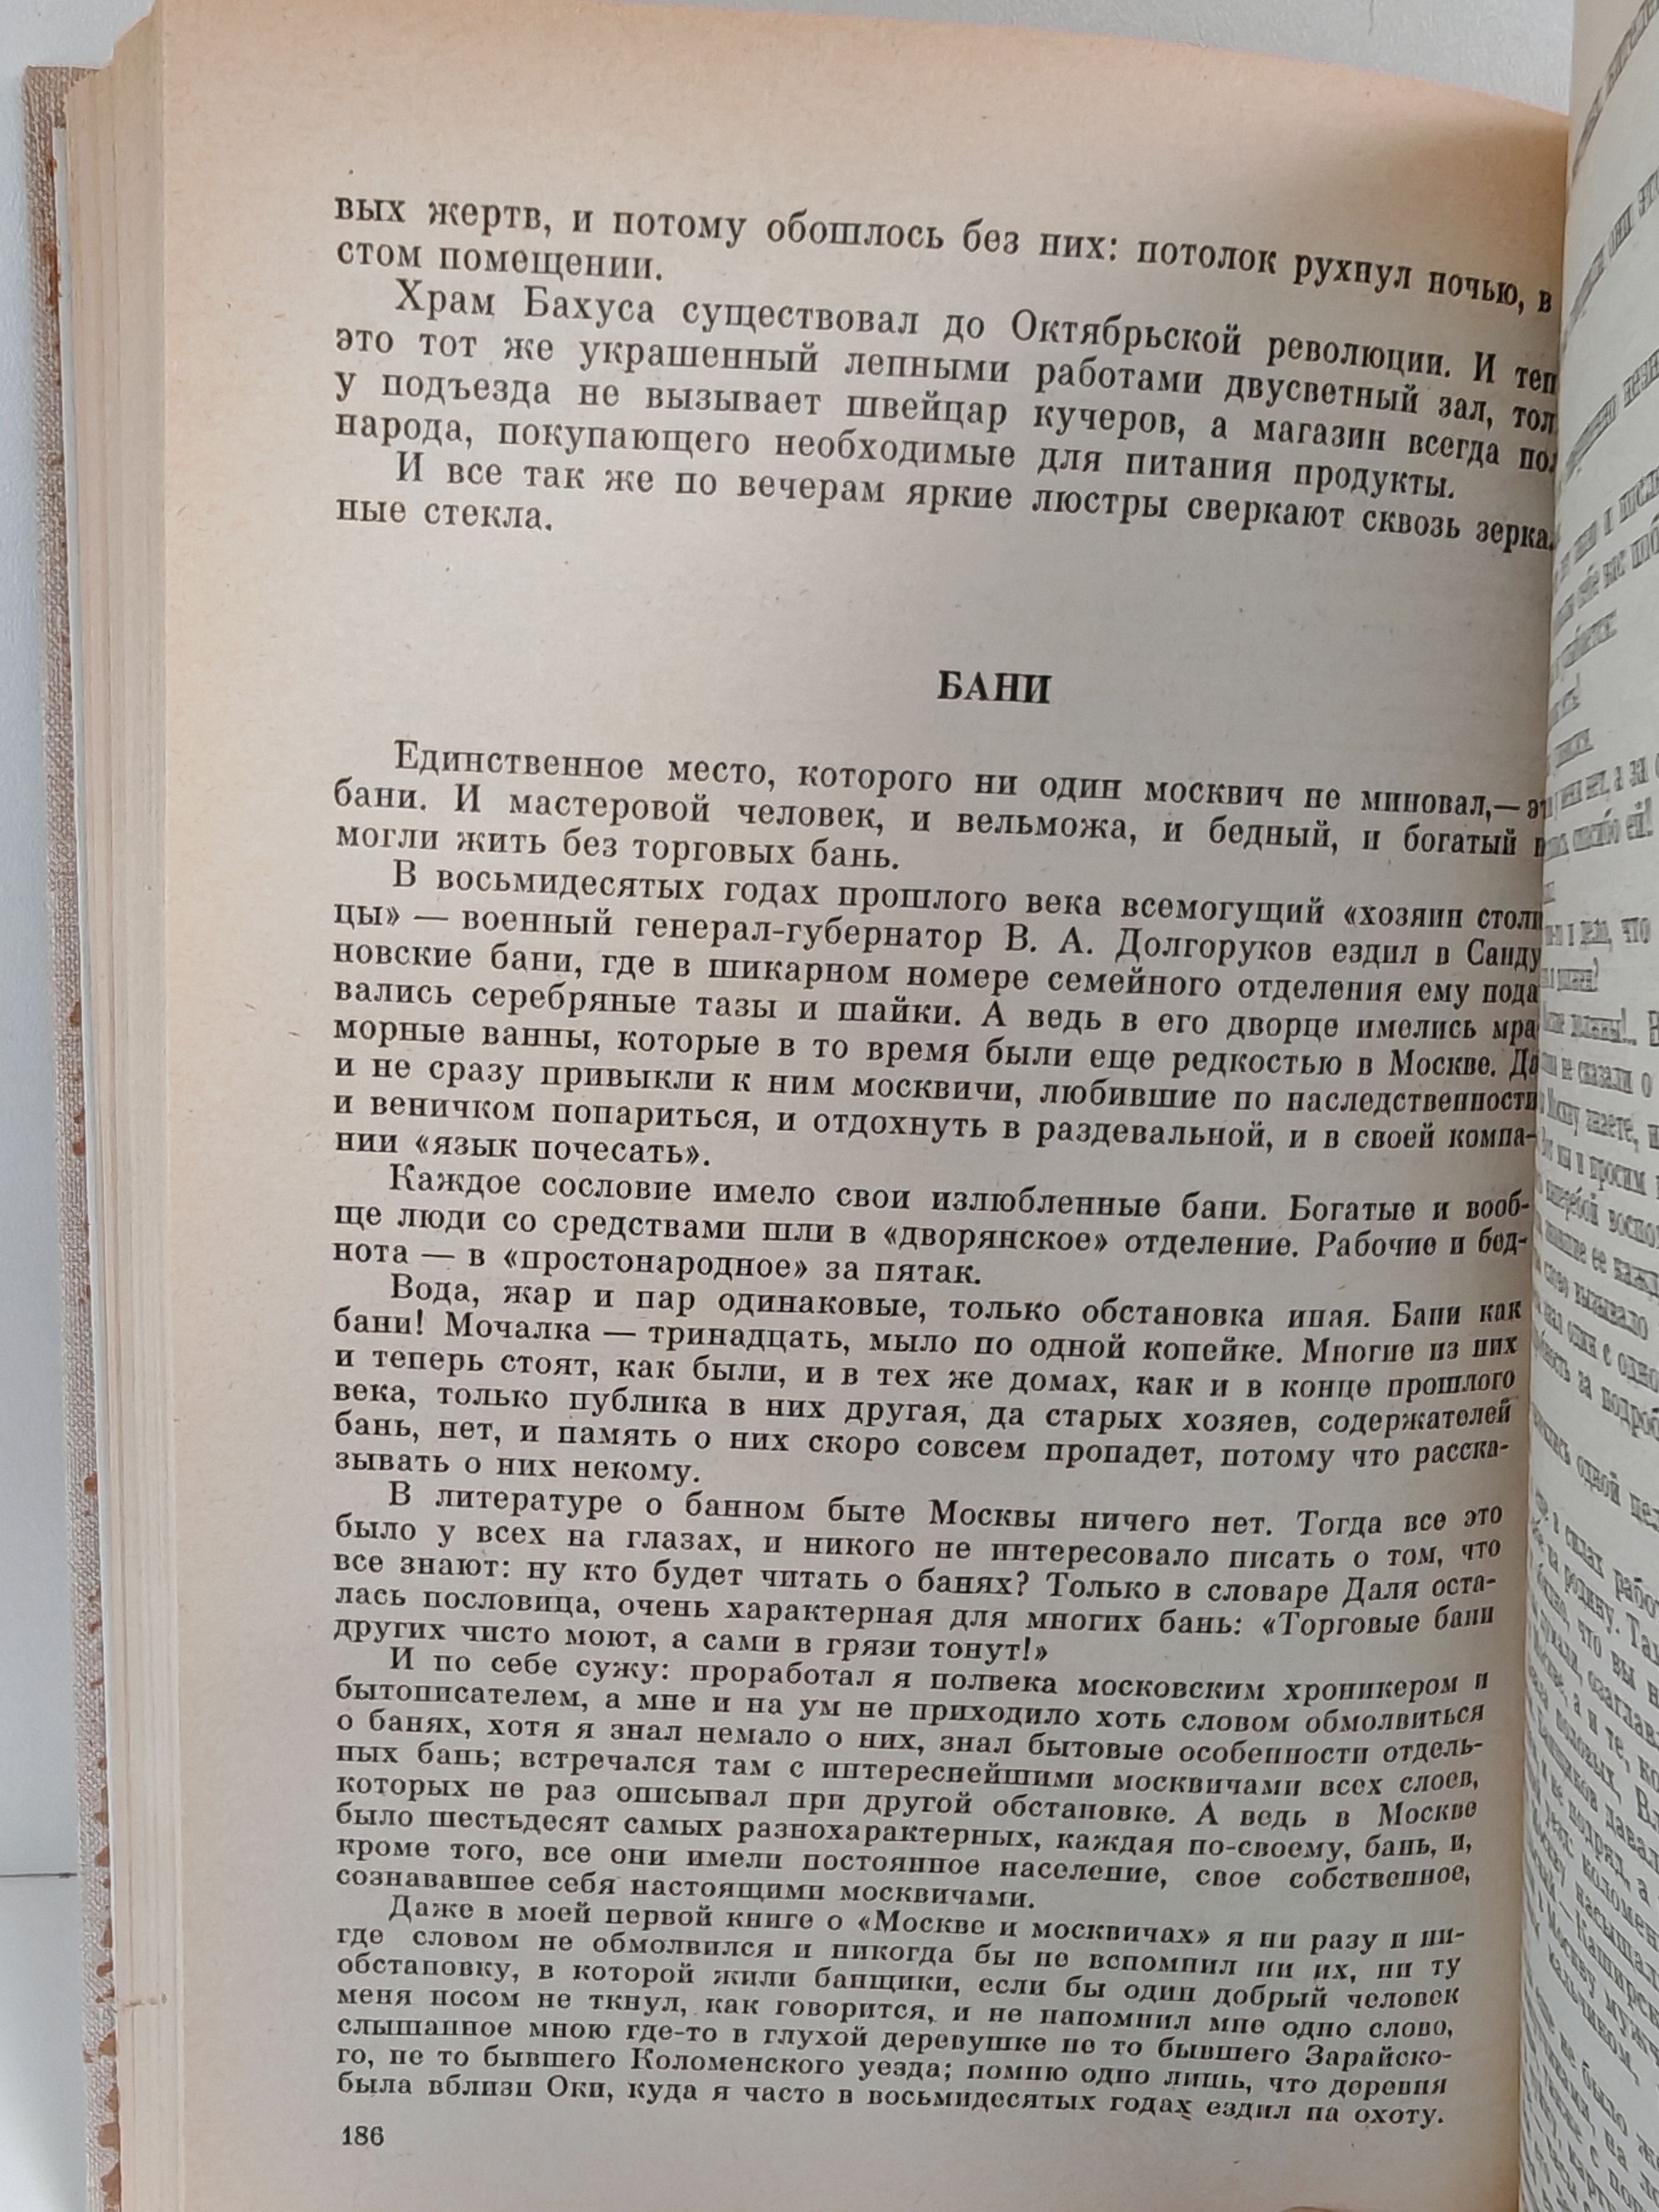 вых жертв, и потому обошлось без них: потолок рухнул ночью, в
стом помещении.
Храм Бахуса существовал до Октябрьской революции. И теп
это тот же украшенный лепными работами двусветный зал, тол
у подъезда не вызывает швейцар кучеров, а магазин всегда пол
народа, покупающего необходимые для питания продукты.
И все так же по вечерам яркие люстры сверкают сквозь зеркал
ные стекла.
БАНИ
Единственное место, которого ни один москвич не миновал,— эт
бани. И мастеровой человек, и вельможа, и бедный, и богатый н
могли жить без торговых бань.
В восьмидесятых годах прошлого века всемогущий «хозяин столи
цы» — военный генерал-губернатор В. А. Долгоруков ездил в Санду
новские бани, где в шикарном номере семейного отделения ему пода
вались серебряные тазы и шайки. А ведь в его дворце имелись мра
морные ванны, которые в то время были еще редкостью в Москве. Да
и не сразу привыкли к ним москвичи, любившие по наследственности
и веничком попариться, и отдохнуть в раздевальной, и в своей компа-
нии «язык почесать».
Каждое сословие имело свои излюбленные бани. Богатые и вооб-
ще люди со средствами шли в «дворянское» отделение. Рабочие и бед-
нота — в «простонародное» за пятак.
Вода, жар и пар одинаковые, только обстановка иная. Бани как
бани! Мочалка — тринадцать, мыло по одной копейке. Многие из них
и теперь стоят, как были, и в тех же домах, как и в конце прошлого
века, только публика в них другая, да старых хозяев, содержателей
бань, нет, и память о них скоро совсем пропадет, потому что расска-
зывать о них некому.
В литературе о банном быте Москвы ничего нет. Тогда все это
было у всех на глазах, и никого не интересовало писать о том, что
все знают: ну кто будет читать о банях? Только в словаре Даля оста-
лась пословица, очень характерная для многих бань: «Торговые бани
других чисто моют, а сами в грязи тонут!»
И по себе сужу: проработал я полвека московским хроникером и
бытописателем, а мне и на ум не приходило хоть словом обмолвиться
о банях, хотя я знал немало о них, знал бытовые особенности отдель-
ных бань; встречался там с интереснейшими москвичами всех слоев,
которых не раз описывал при другой обстановке. А ведь в Москве
было шестьдесят самых разнохарактерных, каждая по-своему, бань, и,
кроме того, все они имели постоянное население, свое собственное,
сознававшее себя настоящими москвичами.
Даже в моей первой книге о «Москве и москвичах» я ни разу и ни-
где словом не обмолвился и никогда бы не вспомнил ни их, ни ту
обстановку, в которой жили банщики, если бы один добрый человек
меня носом не ткнул, как говорится, и не напомнил мне одно слово,
слышанное мною где-то в глухой деревушке не то бывшего Зарайско-
го, не то бывшего Коломенского уезда; помню одно лишь, что деревня
была вблизи Оки, куда я часто в восьмидесятых годах ездил на охоту.
186